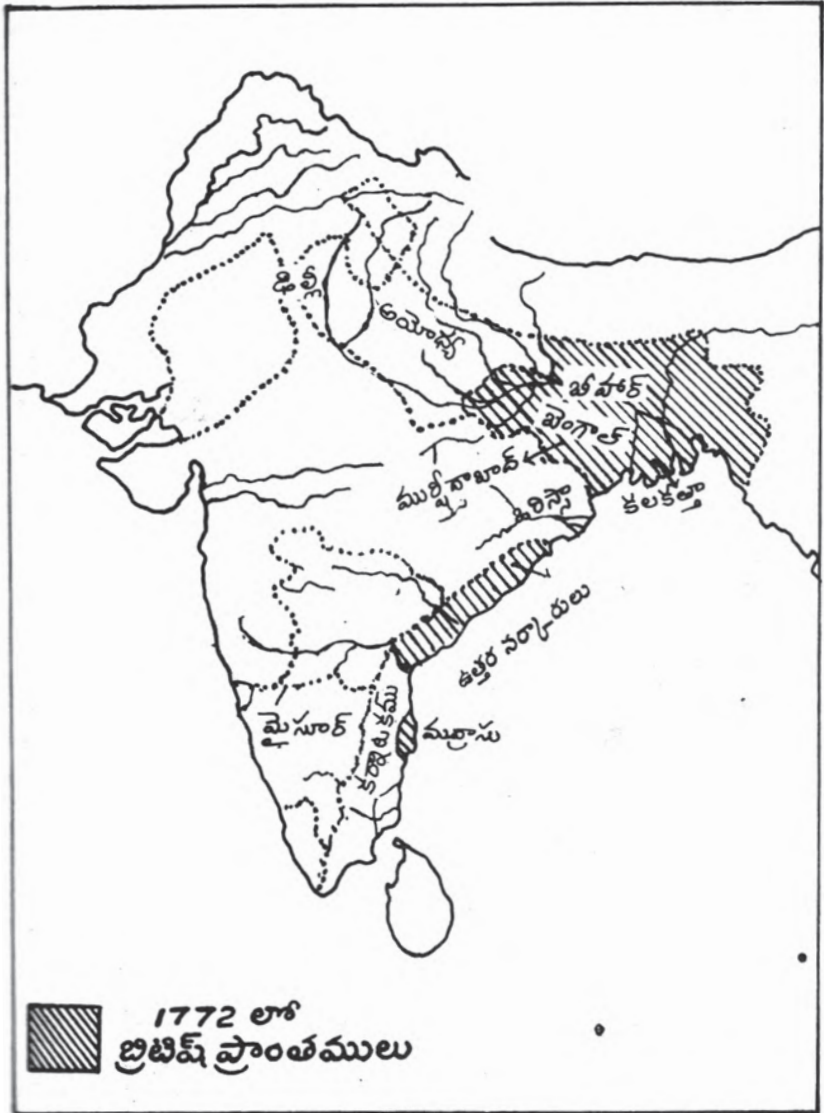 ఢిల్లీ
అయోధ్య
బీహార్
బెంగాల్
ముర్షీదాబాద్
ఒరిస్సా
కలకత్తా
ఉత్తర సర్కారులు
మైసూర్
కర్ణాటకము
మద్రాసు
1772 లో
బ్రిటిష్ ప్రాంతములు